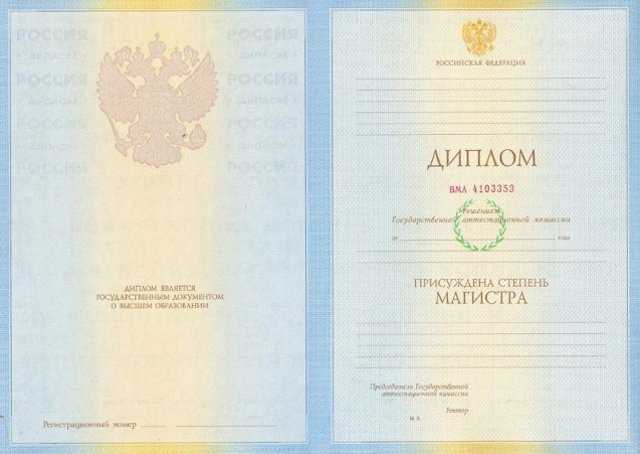 РОССИЯ РОССИЯ
ДИПЛОМ ДИПЛОМ
РОССИЯ РОССИЯ
ДИПЛОМ ДИПЛОМ
РОССИЯ РОССИЯ
ДИПЛОМ ДИПЛОМ
РОССИЯ РОССИЯ
ДИПЛОМ ЯВЛЯЕТСЯ
ГОСУДАРСТВЕННЫМ ДОКУМЕНТОМ
О ВЫСШЕМ ОБРАЗОВАНИИ
Регистрационный номер
РОССИЙСКАЯ ФЕДЕРАЦИЯ
ДИПЛОМ
ВМА 4103353
Решением
Государственной аттестационной комиссии
от года
ПРИСУЖДЕНА СТЕПЕНЬ
МАГИСТРА
Председатель Государственной
аттестационной комиссии
Ректор
М.П.